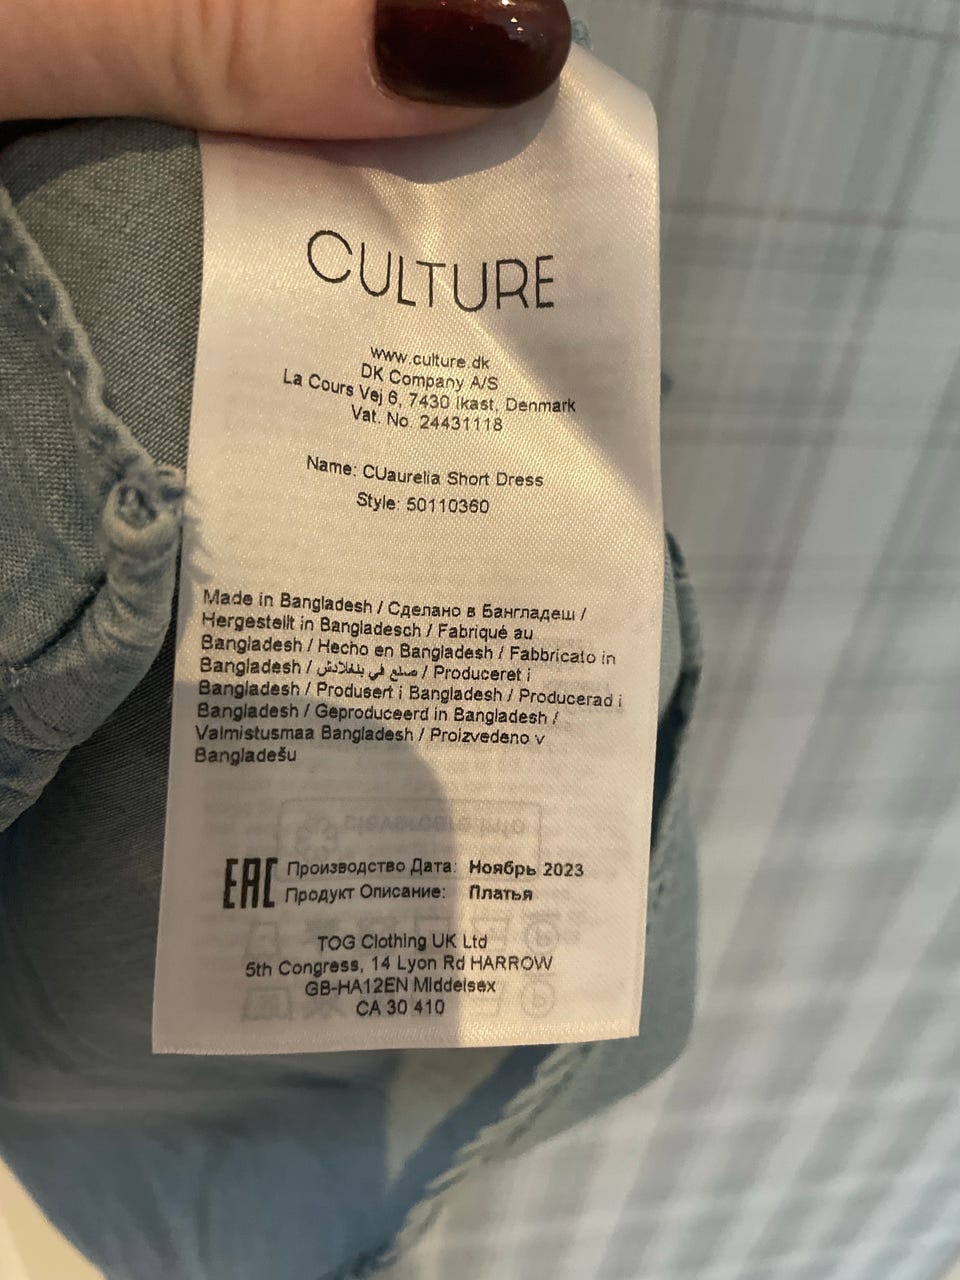 CULTURE
www.culture.dk
DK Company A/S
La Cours Vej 6, 7430 Ikast, Denmark
Vat. No. 24431118
Name: CUaurelia Short Dress
Style: 50110360
Made in Bangladesh / Сделано в Бангладеш /
Hergestellt in Bangladesch / Fabriqué au
Bangladesh / Hecho en Bangladesh / Fabbricato in
Bangladesh / صنع في بنغلادش / Produceret i
Bangladesh / Produsert i Bangladesh / Producerad i
Bangladesh / Geproduceerd in Bangladesh /
Valmistusmaa Bangladesh / Proizvedeno v
Bangladešu
clevercare.info
EAC Производство Дата: Ноябрь 2023
Продукт Описание: Платья
TOG Clothing UK Ltd
5th Congress, 14 Lyon Rd HARROW
GB-HA12EN Middelsex
CA 30 410